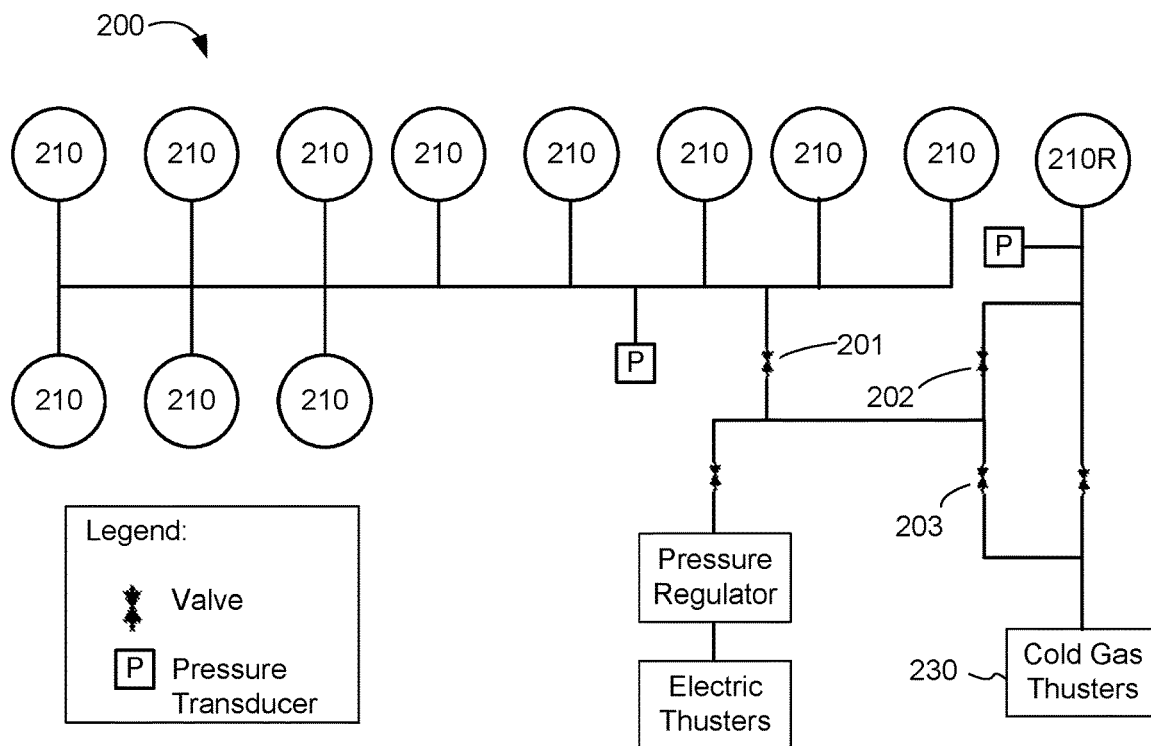 200
210 210 210 210 210 210 210 210 210R
P
P
201
202
210 210 210
203
Legend:
Valve
P Pressure
Transducer
Pressure
Regulator
Electric
Thusters
230
Cold Gas
Thusters